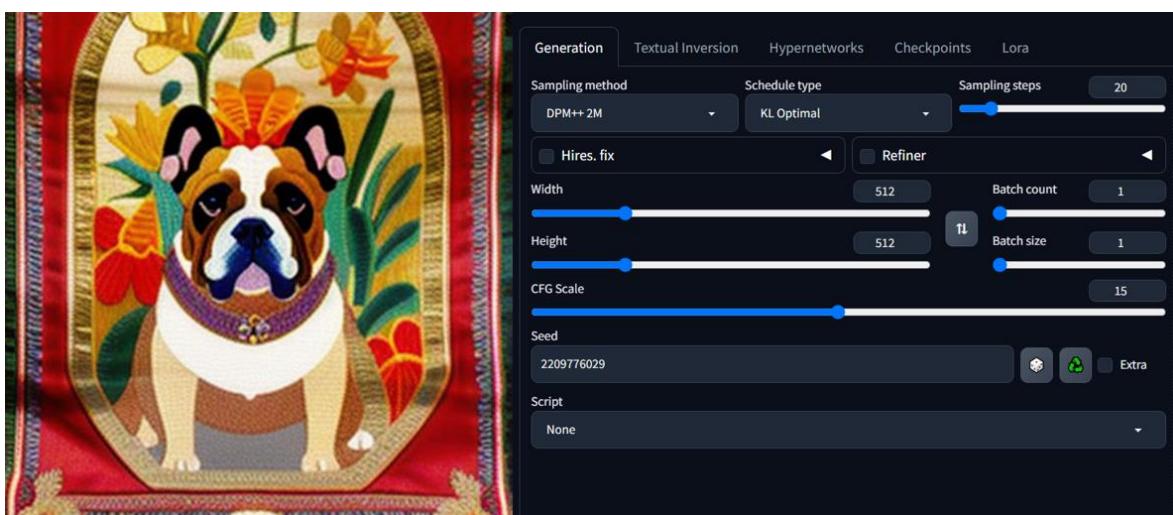 Generation Textual Inversion Hypernetworks Checkpoints Lora
Sampling method Schedule type Sampling steps 20
DPM++ 2M KL Optimal
Hires. fix Refiner
Width 512 Batch count 1
Height 512 Batch size 1
CFG Scale 15
Seed
2209776029 Extra
Script
None